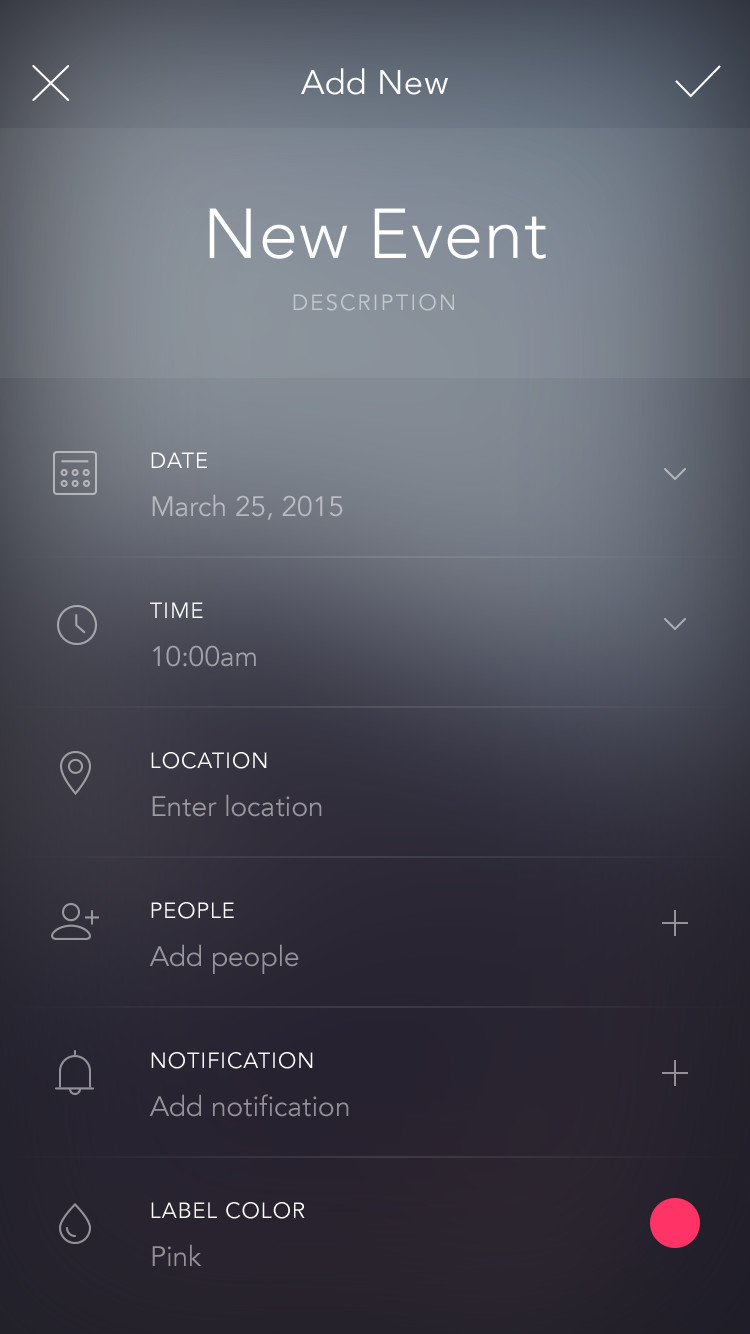 Add New
New Event
DESCRIPTION
DATE
March 25, 2015
TIME
10:00am
LOCATION
Enter location
PEOPLE
Add people
NOTIFICATION
Add notification
LABEL COLOR
Pink